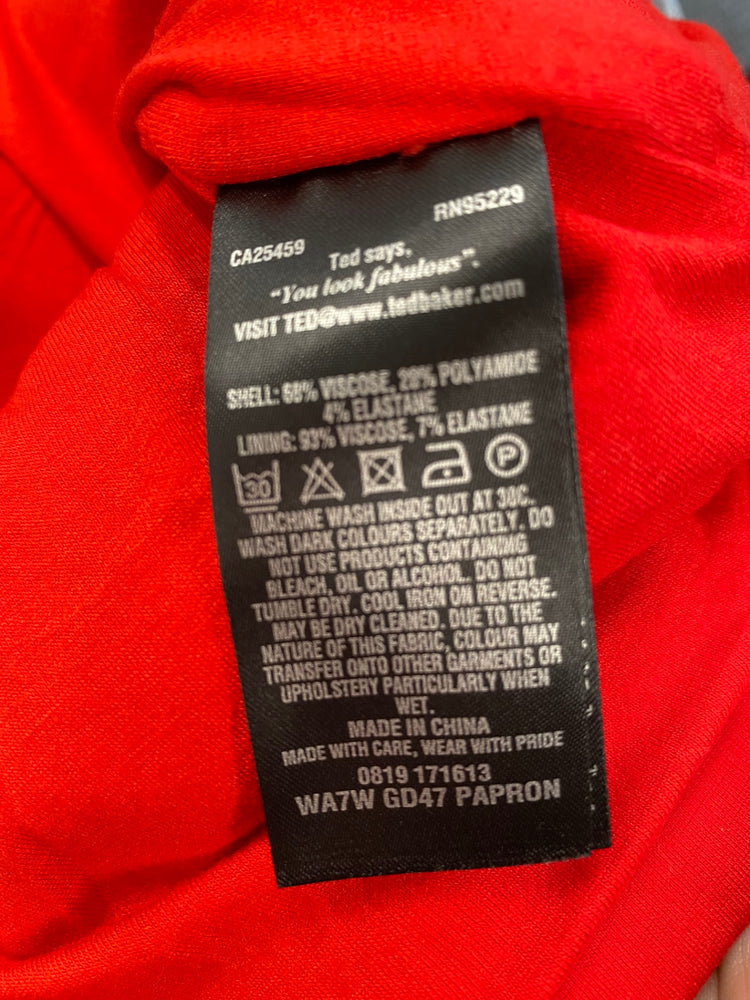 RN95229
CA25459
Ted says,
"You look fabulous".
VISIT TED@www.tedbaker.com
SHELL: 68% VISCOSE, 28% POLYAMIDE
4% ELASTANE
LINING: 93% VISCOSE, 7% ELASTANE
30
P
MACHINE WASH INSIDE OUT AT 30C.
WASH DARK COLOURS SEPARATELY. DO
NOT USE PRODUCTS CONTAINING
BLEACH, OIL OR ALCOHOL. DO NOT
TUMBLE DRY. COOL IRON ON REVERSE.
MAY BE DRY CLEANED. DUE TO THE
NATURE OF THIS FABRIC, COLOUR MAY
TRANSFER ONTO OTHER GARMENTS OR
UPHOLSTERY PARTICULARLY WHEN
WET.
MADE IN CHINA
MADE WITH CARE, WEAR WITH PRIDE
0819 171613
WA7W GD47 PAPRON